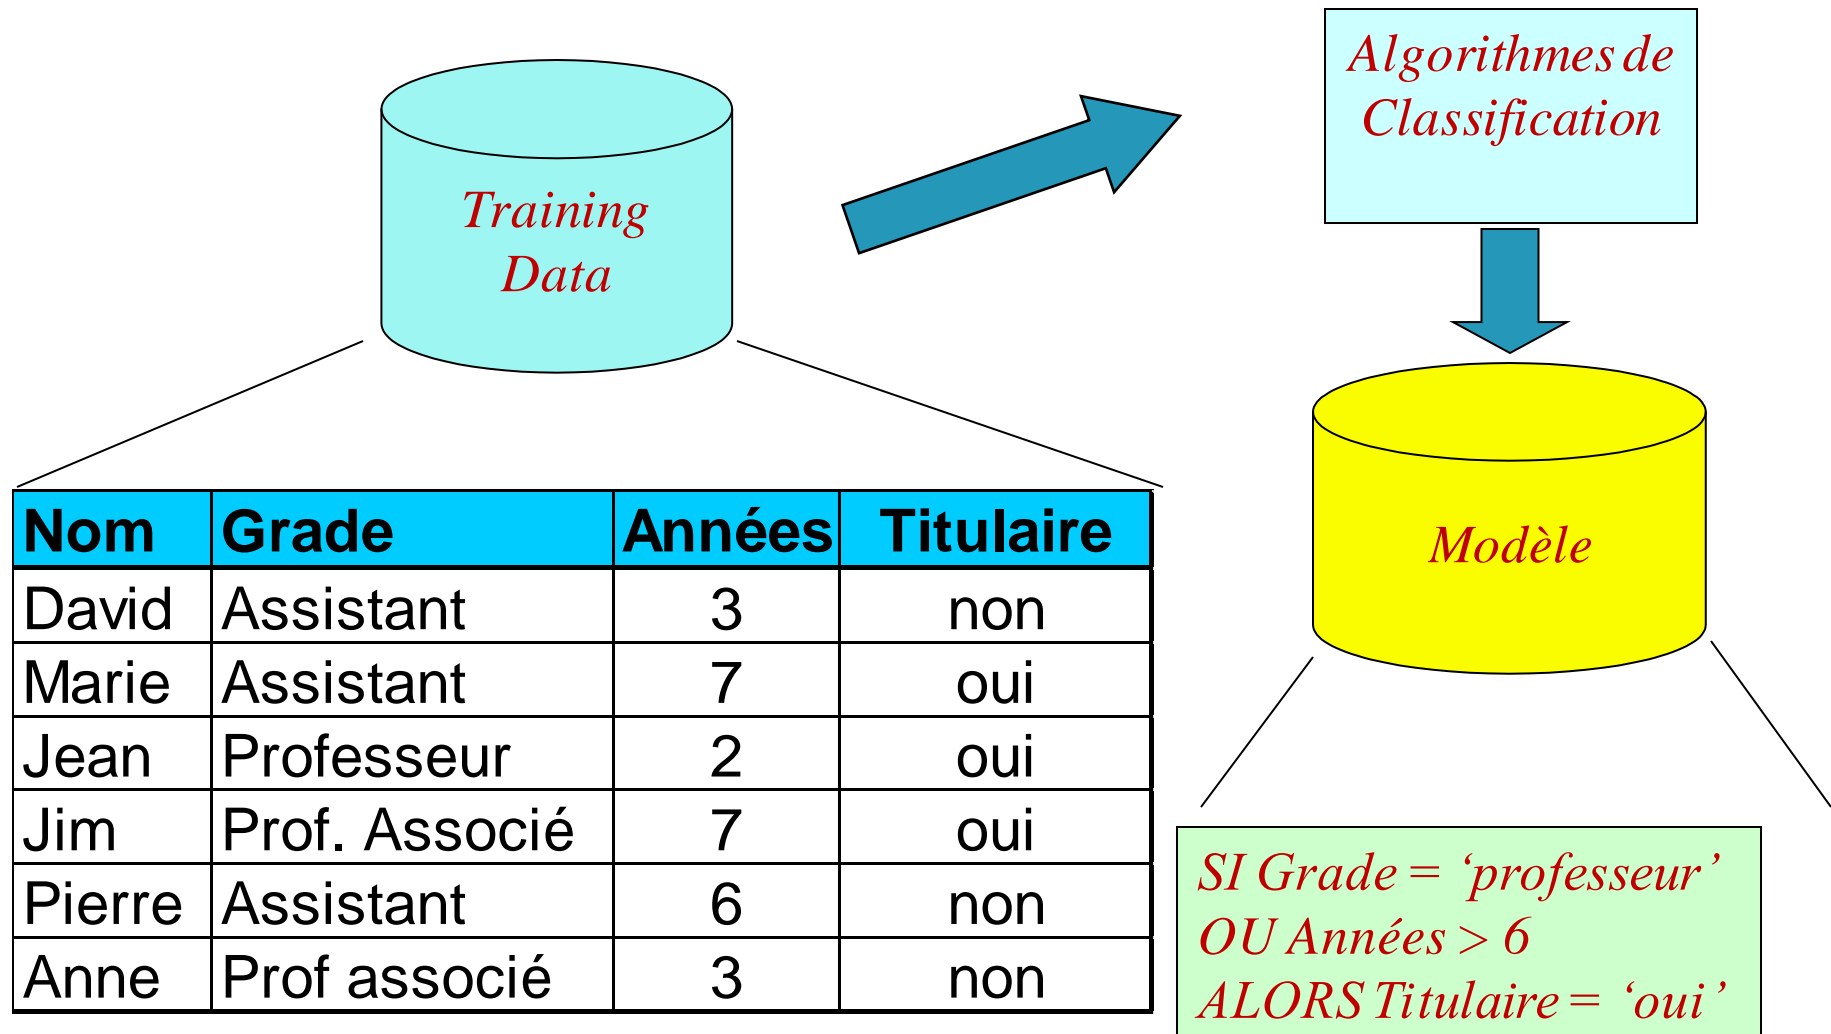 Training
Data
Algorithmes de
Classification
Modèle
Nom Grade Années Titulaire
David Assistant 3 non
Marie Assistant 7 oui
Jean Professeur 2 oui
Jim Prof. Associé 7 oui
Pierre Assistant 6 non
Anne Prof associé 3 non
SI Grade = ‘professeur’
OU Années > 6
ALORS Titulaire = ‘oui’